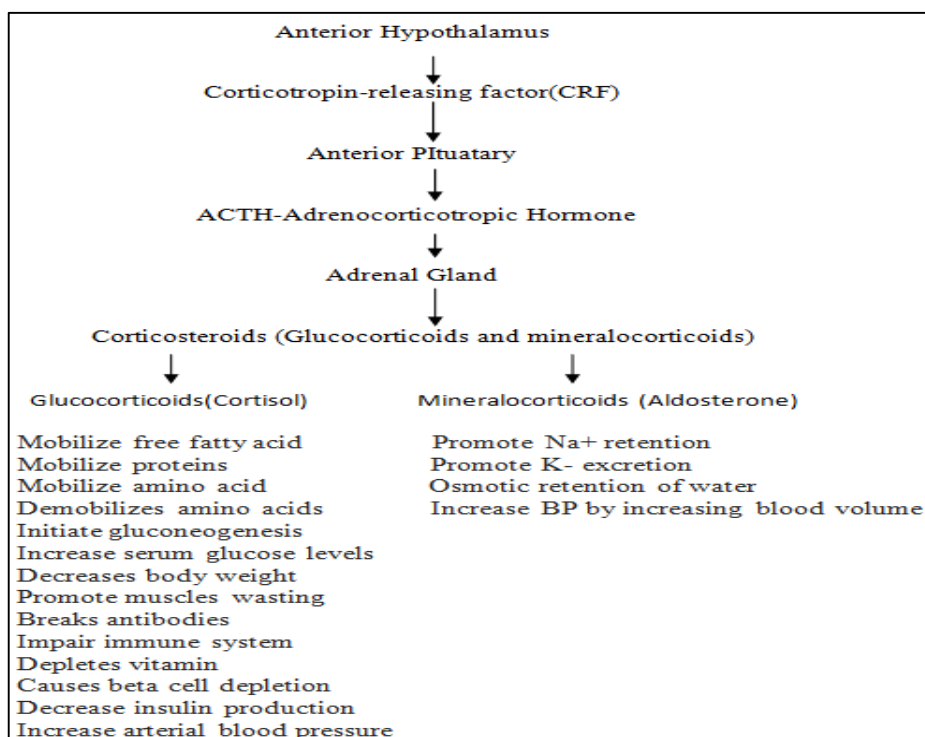 Anterior Hypothalamus
Corticotropin-releasing factor(CRF)
Anterior PItuatary
ACTH-Adrenocorticotropic Hormone
Adrenal Gland
Corticosteroids (Glucocorticoids and mineralocorticoids)
Glucocorticoids(Cortisol)
Mobilize free fatty acid
Mobilize proteins
Mobilize amino acid
Demobilizes amino acids
Initiate gluconeogenesis
Increase serum glucose levels
Decreases body weight
Promote muscles wasting
Breaks antibodies
Impair immune system
Depletes vitamin
Causes beta cell depletion
Decrease insulin production
Increase arterial blood pressure
Mineralocorticoids (Aldosterone)
Promote Na+ retention
Promote K- excretion
Osmotic retention of water
Increase BP by increasing blood volume